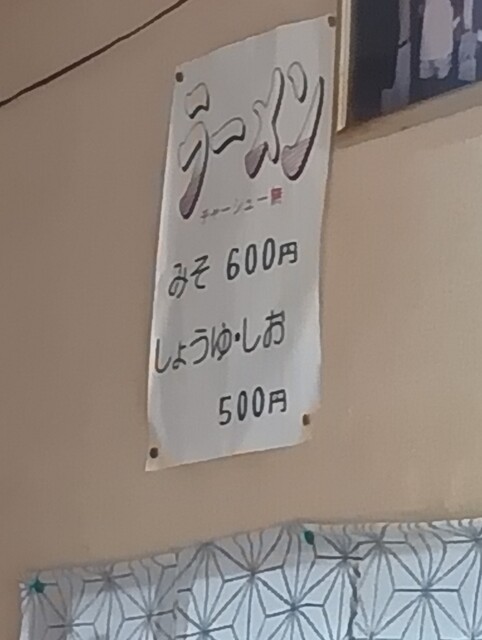 ラーメン
チャーシュー無
みそ 600円
しょうゆ・しお
500円